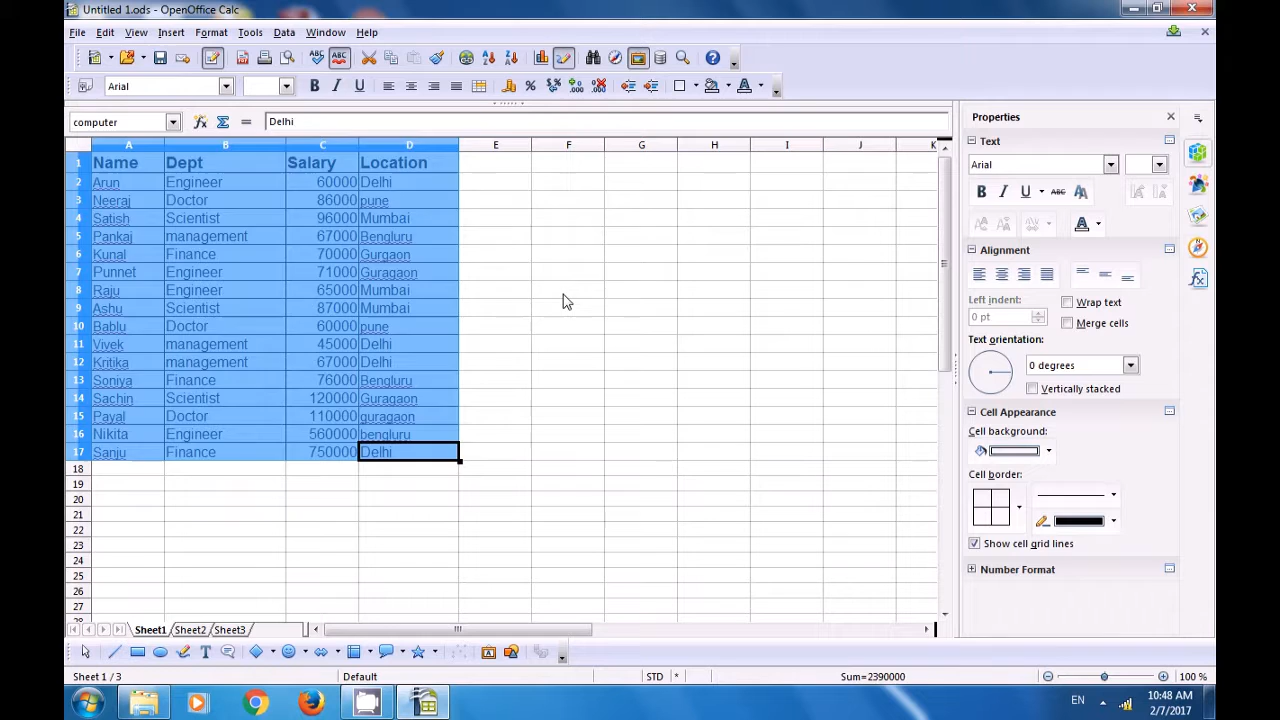 Untitled 1.ods - OpenOffice Calc
File Edit View Insert Format Tools Data Window Help
Arial
computer Delhi
A B C D E F G H I J K
1 Name Dept Salary Location
2 Arun Engineer 60000 Delhi
3 Neeraj Doctor 86000 pune
4 Satish Scientist 96000 Mumbai
5 Pankaj management 67000 Bengluru
6 Kunal Finance 70000 Gurgaon
7 Punnet Engineer 71000 Guragaon
8 Raju Engineer 65000 Mumbai
9 Ashu Scientist 87000 Mumbai
10 Bablu Doctor 60000 pune
11 Vivek management 45000 Delhi
12 Kritika management 67000 Delhi
13 Soniya Finance 76000 Bengluru
14 Sachin Scientist 120000 Guragaon
15 Payal Doctor 110000 guragaon
16 Nikita Engineer 560000 bengluru
17 Sanju Finance 750000 Delhi
18
19
20
21
22
23
24
25
26
27
Properties
Text
Arial
B I U ABC
Alignment
Left indent:
0 pt
Wrap text
Merge cells
Text orientation:
0 degrees
Vertically stacked
Cell Appearance
Cell background:
Cell border:
Show cell grid lines
Number Format
Sheet1 Sheet2 Sheet3
Sheet 1 / 3 Default STD * Sum=2390000 100 %
EN 10:48 AM
2/7/2017